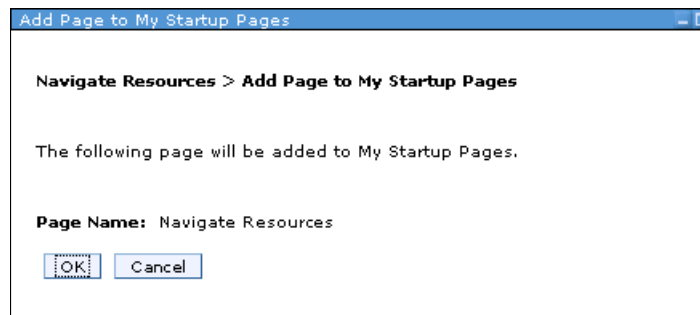 Add Page to My Startup Pages
Navigate Resources > Add Page to My Startup Pages
The following page will be added to My Startup Pages.
Page Name: Navigate Resources
OK Cancel